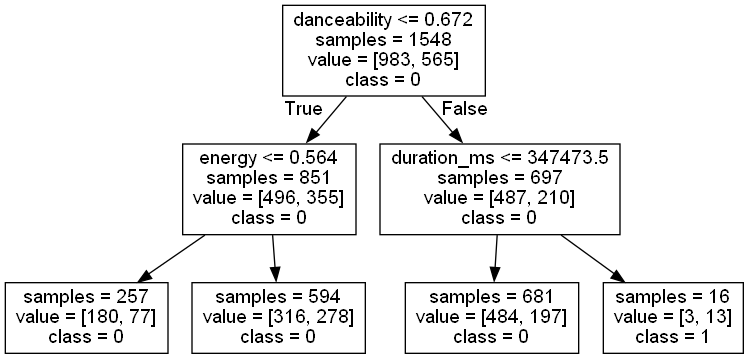 danceability <= 0.672
samples = 1548
value = [983, 565]
class = 0
True
False
energy <= 0.564
samples = 851
value = [496, 355]
class = 0
duration_ms <= 347473.5
samples = 697
value = [487, 210]
class = 0
samples = 257
value = [180, 77]
class = 0
samples = 594
value = [316, 278]
class = 0
samples = 681
value = [484, 197]
class = 0
samples = 16
value = [3, 13]
class = 1